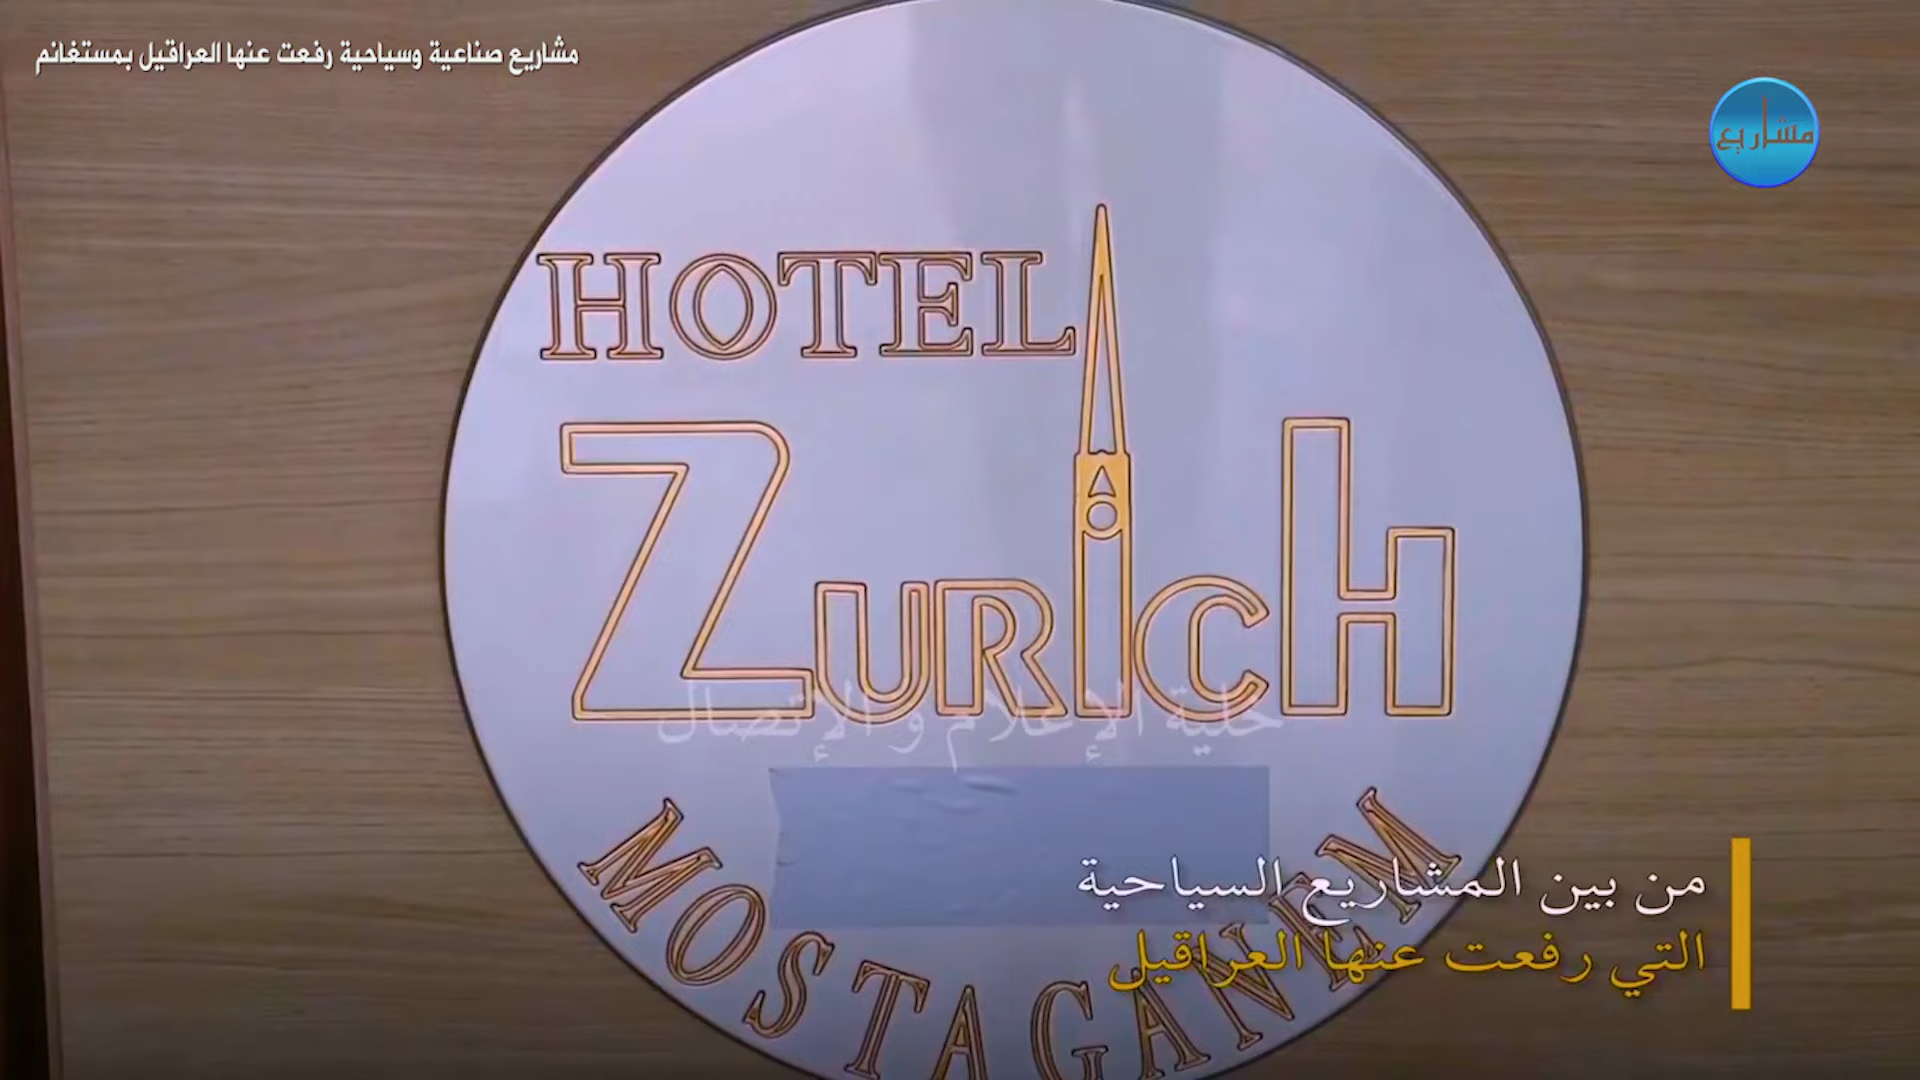 مشاريع صناعية وسياحية رفعت عنها العراقيل بمستغانم
مشاريع
HOTEL
ZURICH
خلية الإعلام و الإتصال
MOSTAGANEM
من بين المشاريع السياحية
التي رفعت عنها العراقيل